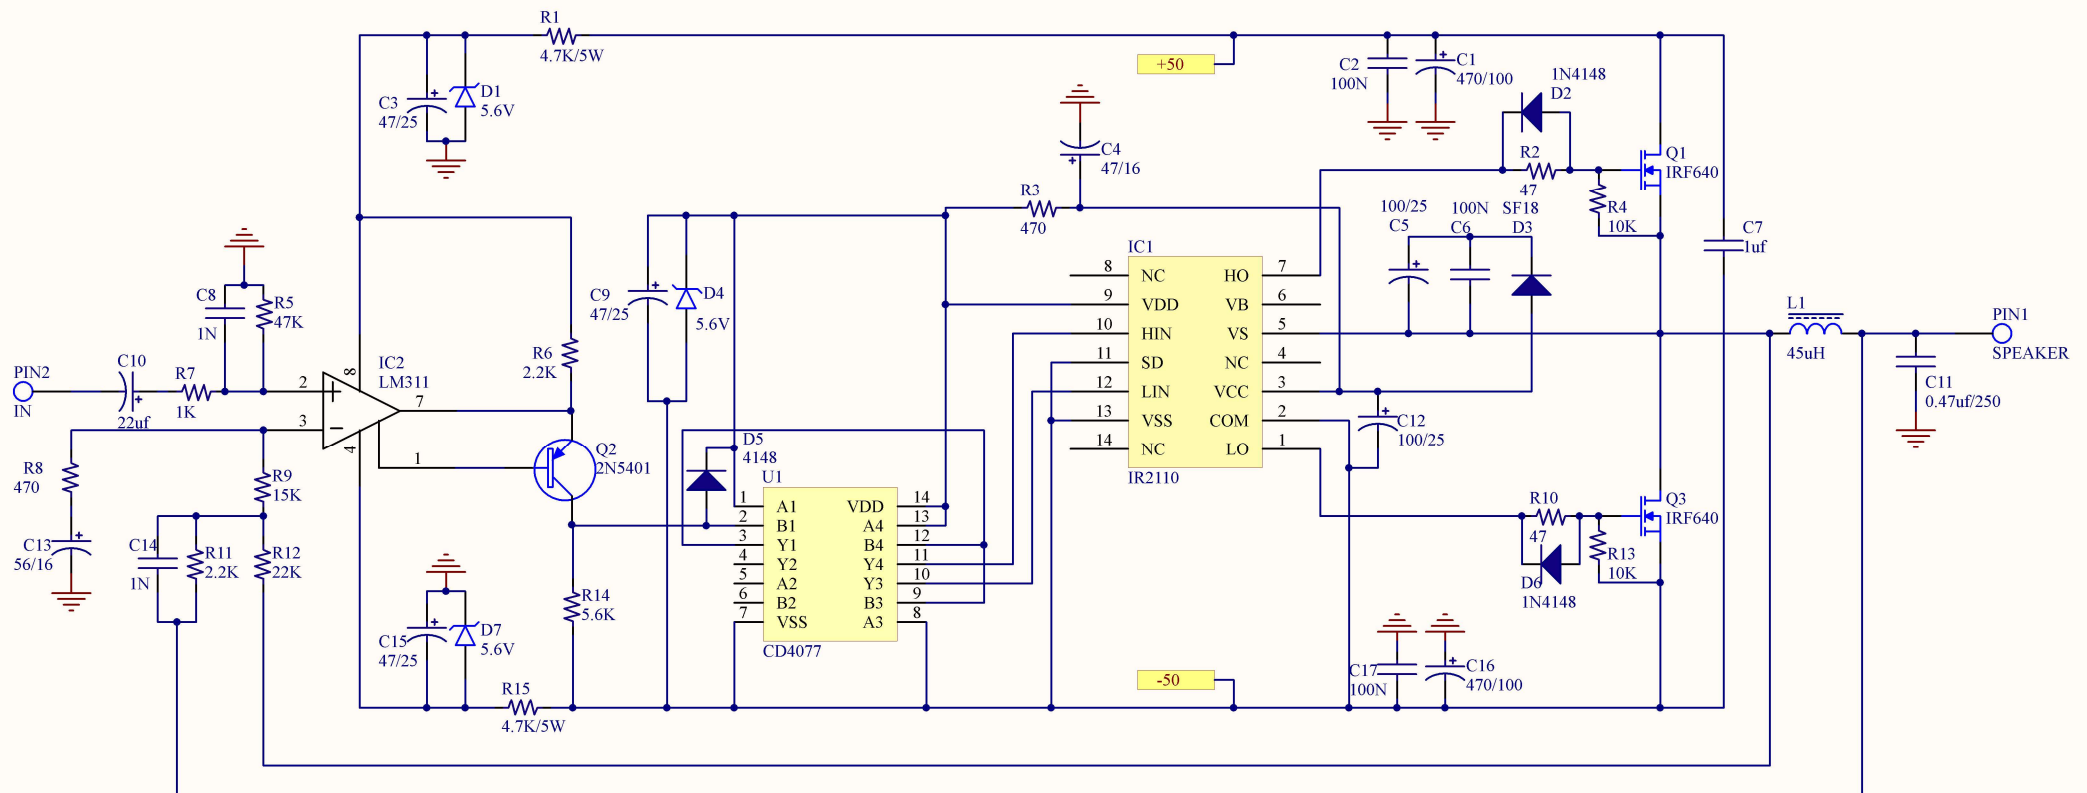 R1
4.7K/5W
+50
C2
100N
C1
470/100
1N4148
D2
C3
47/25
D1
5.6V
C4
47/16
R2
47
Q1
IRF640
R3
470
R4
10K
100/25
C5
100N
C6
SF18
D3
C7
1uf
IC1
8 NC HO 7
9 VDD VB 6
10 HIN VS 5
11 SD NC 4
12 LIN VCC 3
13 VSS COM 2
14 NC LO 1
IR2110
C8
1N
R5
47K
C9
47/25
D4
5.6V
L1
45uH
PIN1
SPEAKER
C11
0.47uf/250
PIN2
IN
C10
22uf
R7
1K
IC2
LM311
2
3
8
4
7
1
R6
2.2K
C12
100/25
Q2
2N5401
D5
4148
U1
1 A1 VDD 14
2 B1 A4 13
3 Y1 B4 12
4 Y2 Y4 11
5 A2 Y3 10
6 B2 B3 9
7 VSS A3 8
CD4077
R8
470
R9
15K
R10
47
Q3
IRF640
C13
56/16
C14
1N
R11
2.2K
R12
22K
R13
10K
D6
1N4148
R14
5.6K
C15
47/25
D7
5.6V
R15
4.7K/5W
-50
C17
100N
C16
470/100